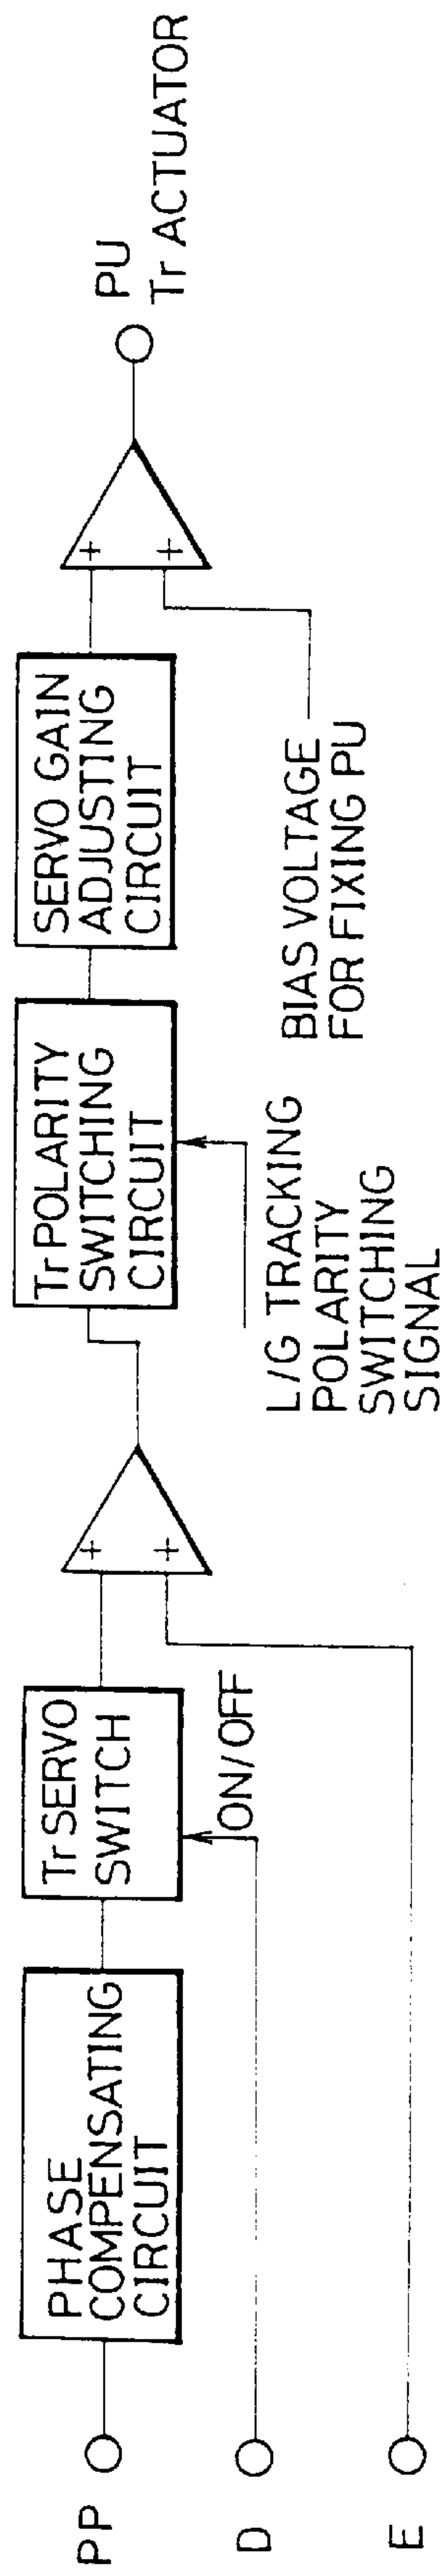 PP
PHASE
COMPENSATING
CIRCUIT
Tr SERVO
SWITCH
+
+
Tr POLARITY
SWITCHING
CIRCUIT
SERVO GAIN
ADJUSTING
CIRCUIT
+
+
PU
Tr ACTUATOR
D
ON/OFF
L/G TRACKING
POLARITY
SWITCHING
SIGNAL
BIAS VOLTAGE
FOR FIXING PU
E